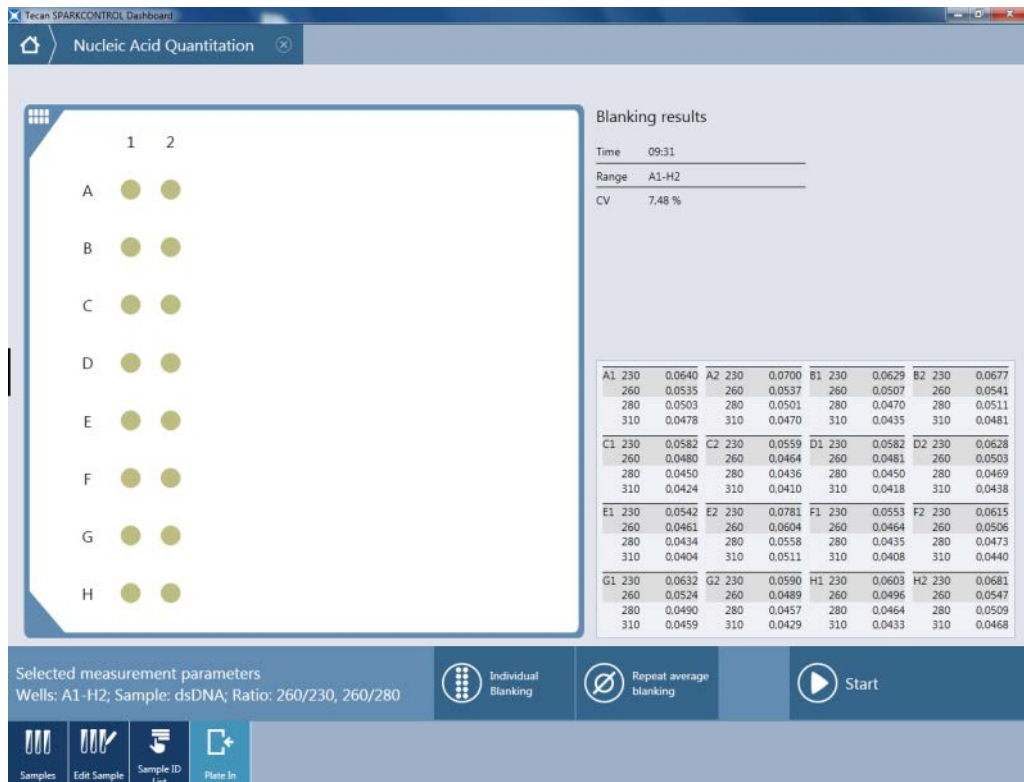 Tecan SPARKCONTROL Dashboard
Nucleic Acid Quantitation
1 2
A
B
C
D
E
F
G
H
Blanking results
Time 09:31
Range A1-H2
CV 7,48 %
A1 230 0,0640 A2 230 0,0700 B1 230 0,0629 B2 230 0,0677
260 0,0535 260 0,0537 260 0,0507 260 0,0541
280 0,0503 280 0,0501 280 0,0470 280 0,0511
310 0,0478 310 0,0470 310 0,0435 310 0,0481
C1 230 0,0582 C2 230 0,0559 D1 230 0,0582 D2 230 0,0628
260 0,0480 260 0,0464 260 0,0481 260 0,0503
280 0,0450 280 0,0436 280 0,0450 280 0,0469
310 0,0424 310 0,0410 310 0,0418 310 0,0438
E1 230 0,0542 E2 230 0,0781 F1 230 0,0553 F2 230 0,0615
260 0,0461 260 0,0604 260 0,0464 260 0,0506
280 0,0434 280 0,0558 280 0,0435 280 0,0473
310 0,0404 310 0,0511 310 0,0408 310 0,0440
G1 230 0,0632 G2 230 0,0590 H1 230 0,0603 H2 230 0,0681
260 0,0524 260 0,0489 260 0,0496 260 0,0547
280 0,0490 280 0,0457 280 0,0464 280 0,0509
310 0,0459 310 0,0429 310 0,0433 310 0,0468
Selected measurement parameters
Wells: A1-H2; Sample: dsDNA; Ratio: 260/230, 260/280
Individual
Blanking
Repeat average
blanking
Start
Samples
Edit Sample
Sample ID
List
Plate In